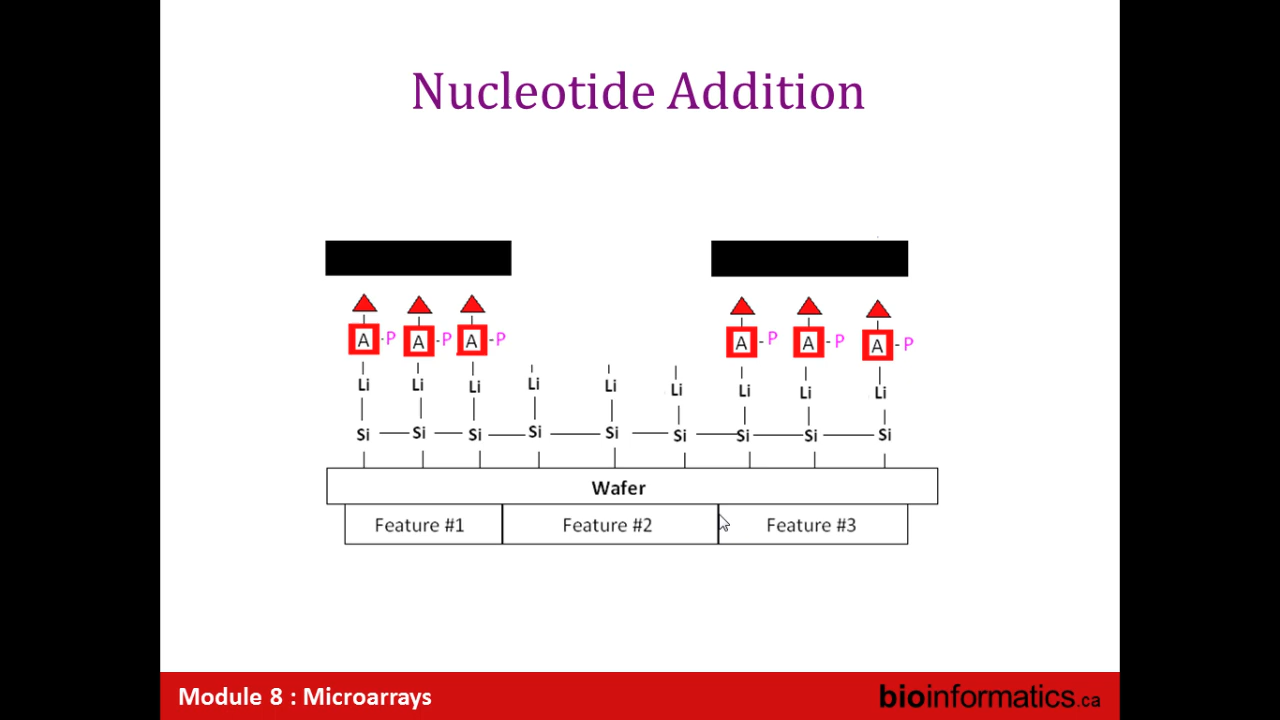 Nucleotide Addition
A - P A - P A - P A - P A - P A - P
Li Li Li Li Li Li Li Li Li
Si Si Si Si Si Si Si Si Si
Wafer
Feature #1 Feature #2 Feature #3
Module 8 : Microarrays bioinformatics.ca